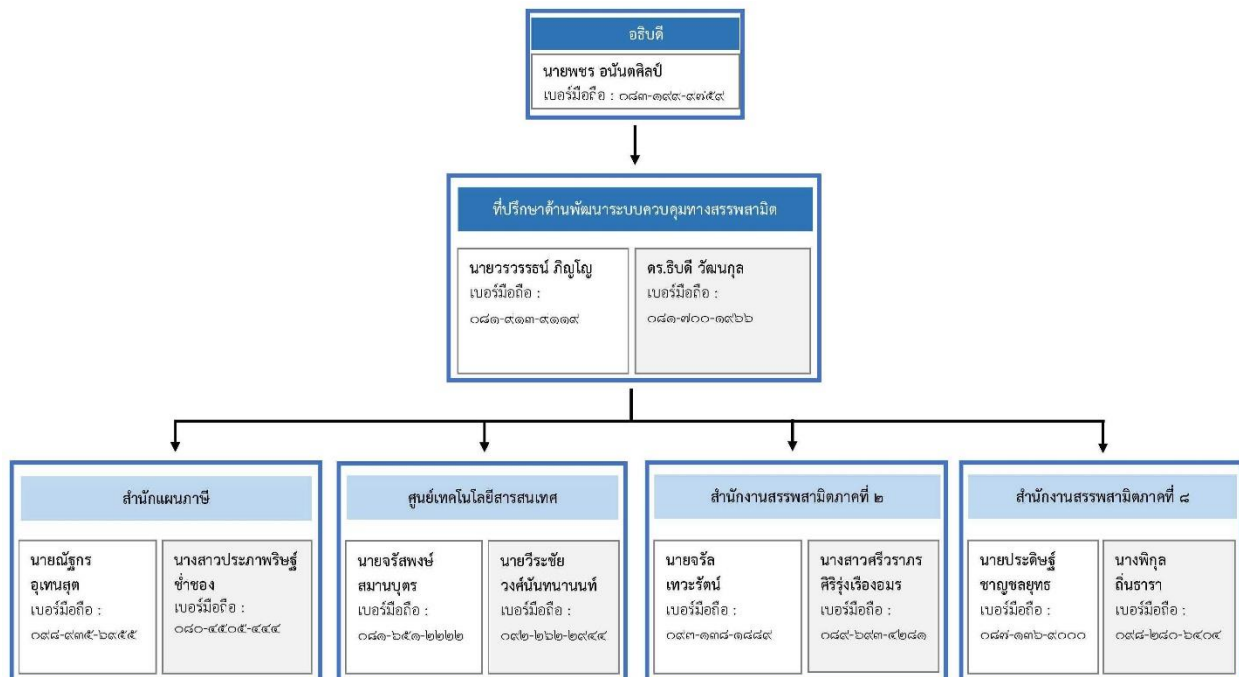 อธิบดี
นายพชร อนันตศิลป์
เบอร์มือถือ : ๐๘๓-๑๙๙-๙๗๕๙
ที่ปรึกษาด้านพัฒนาระบบควบคุมทางสรรพสามิต
นายวรวรรธน์ ภิญโญ
เบอร์มือถือ :
๐๘๑-๙๑๓-๙๑๑๙
ดร.ธิบดี วัฒนกุล
เบอร์มือถือ :
๐๘๑-๗๐๐-๑๙๖๖
สำนักแผนภาษี
นายณัฐกร
อุเทนสุต
เบอร์มือถือ :
๐๙๘-๙๓๕-๖๙๕๕
นางสาวประภาพริษฐ์
ช่ำชอง
เบอร์มือถือ :
๐๘๐-๔๕๐๕-๔๔๔
ศูนย์เทคโนโลยีสารสนเทศ
นายจรัสพงษ์
สมานบุตร
เบอร์มือถือ :
๐๘๑-๖๕๑-๒๒๒๒
นายวีระชัย
วงศ์นันทนานนท์
เบอร์มือถือ :
๐๙๒-๒๖๒-๒๙๔๔
สำนักงานสรรพสามิตภาคที่ ๒
นายจรัล
เทวะรัตน์
เบอร์มือถือ :
๐๙๓-๑๓๘-๑๘๘๙
นางสาวศรีวราภร
ศิริรุ่งเรืองอมร
เบอร์มือถือ :
๐๘๙-๖๙๓-๔๒๘๑
สำนักงานสรรพสามิตภาคที่ ๘
นายประดิษฐ์
ชาญชลยุทธ
เบอร์มือถือ :
๐๘๗-๑๓๖-๙๐๐๐
นางพิกุล
ถิ่นธารา
เบอร์มือถือ :
๐๙๘-๒๘๐-๖๔๐๔